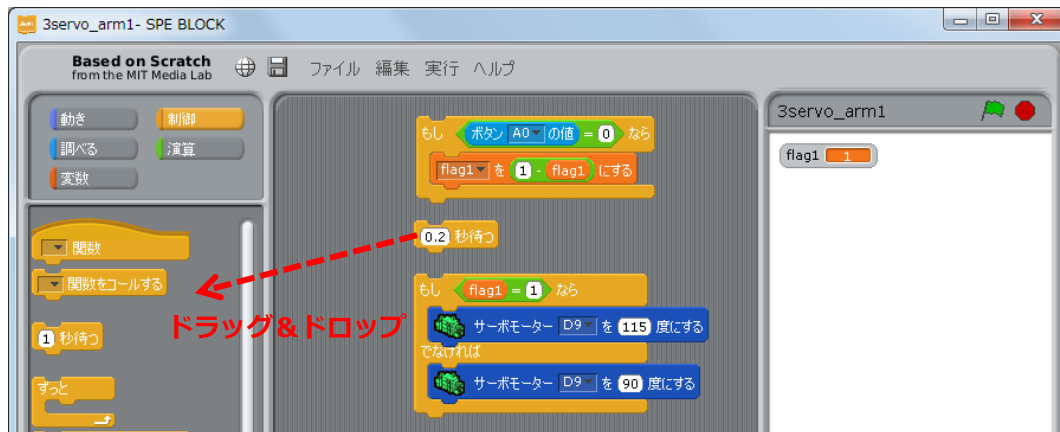 3servo_arm1- SPE BLOCK
Based on Scratch
from the MIT Media Lab
ファイル 編集 実行 ヘルプ
動き 制御
調べる 演算
変数
関数
関数をコールする
1 秒待つ
ずっと
もし ボタン A0 の値 = 0 なら
flag1 を 1 - flag1 にする
0.2 秒待つ
ドラッグ&ドロップ
もし flag1 = 1 なら
サーボモーター D9 を 115 度にする
でなければ
サーボモーター D9 を 90 度にする
3servo_arm1
flag1 1